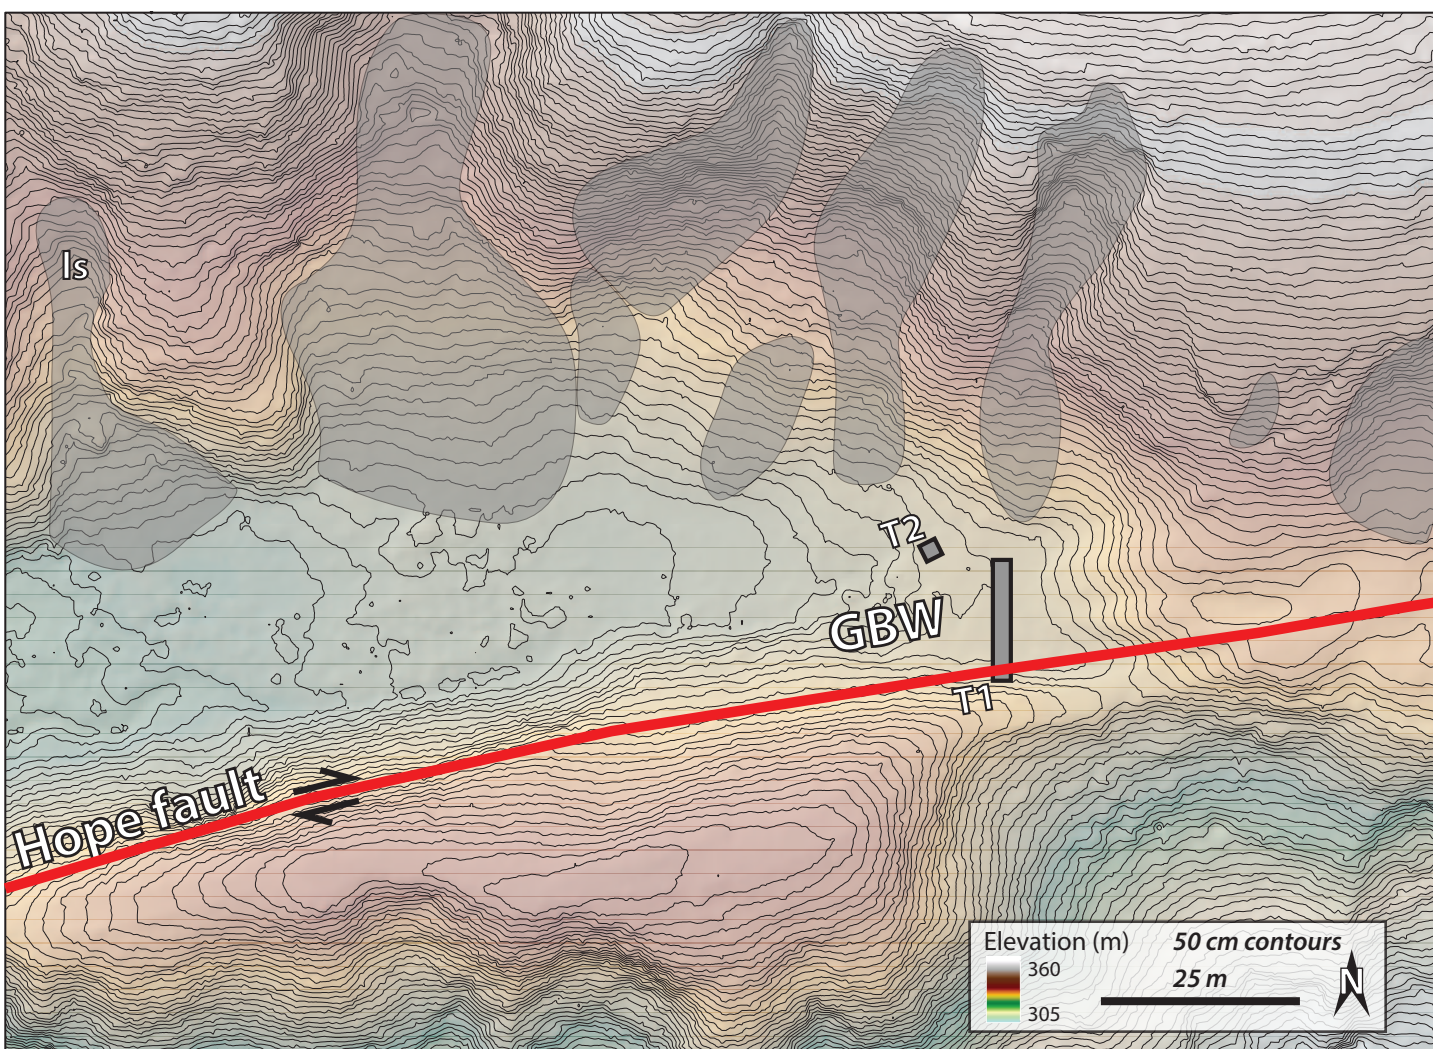 ls
T2
GBW
T1
Hope fault
Elevation (m)
360
305
50 cm contours
25 m
N